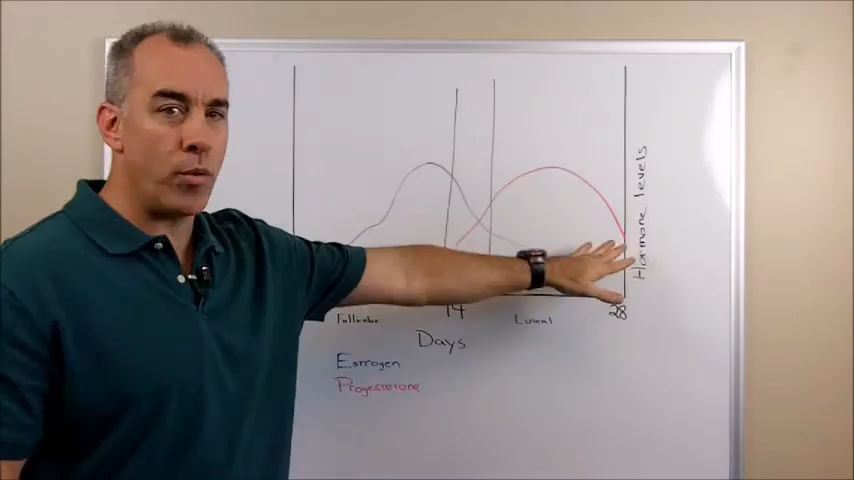 Hormone levels
Follicular
14
Luteal
28
Days
Estrogen
Progesterone